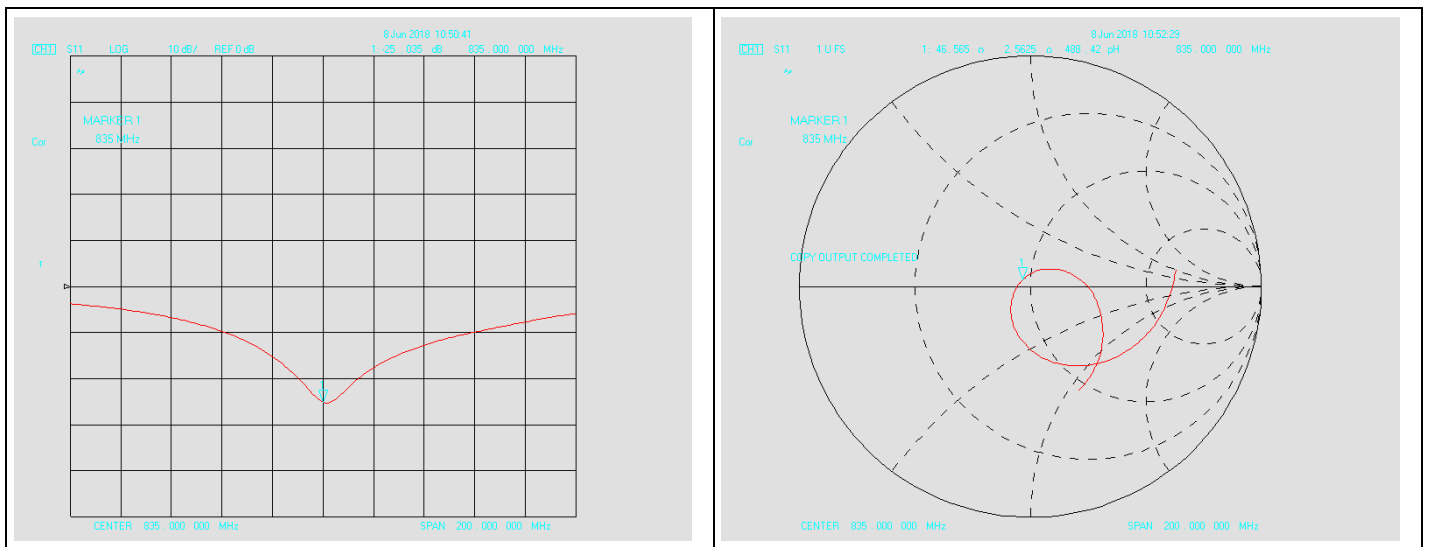 8 Jun 2018 10:50:41
CH1 S11 LOG 10 dB/ REF 0 dB 1:-25 .035 dB 835.000 000 MHz
MARKER 1
835 MHz
Cor
1
1
CENTER 835 . 000 000 MHz SPAN 200 . 000 000 MHz
8 Jun 2018 10:52:29
CH1 S11 1 U FS 1: 46. 565 Ω 2.5625 Ω 488 . 42 pH 835.000 000 MHz
MARKER 1
835 MHz
Cor
COPY OUTPUT COMPLETED
1
CENTER 835 . 000 000 MHz SPAN 200 . 000 000 MHz